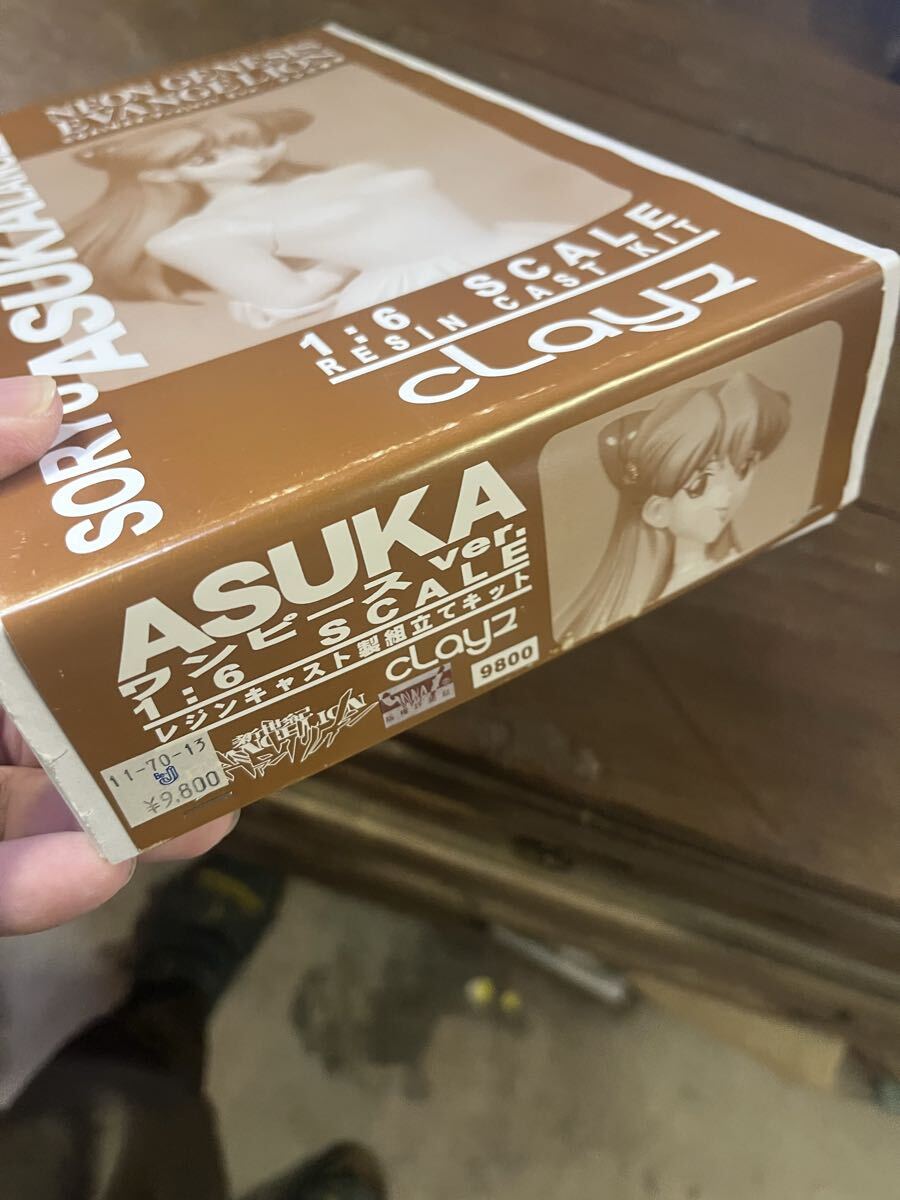 NEON GENESIS
EVANGELION
SORYU ASUKA LANGLEY
1:6 SCALE
RESIN CAST KIT
CLayz
ASUKA
ワンピース ver.
1:6 SCALE
レジンキャスト製組立てキット
CLayz
9800
新世紀
エヴァンゲリオン
11-70-13
¥9,800